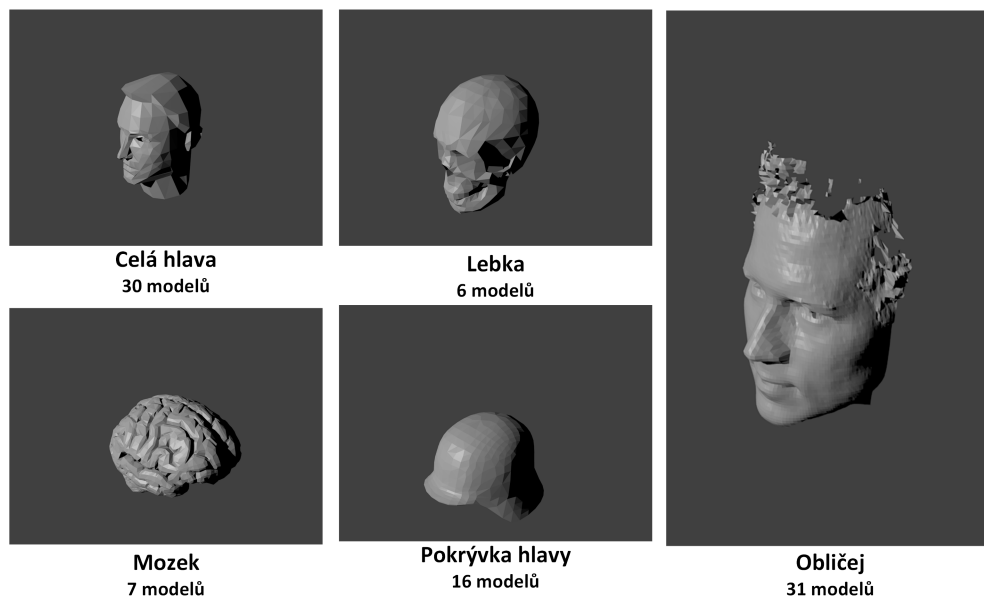 Celá hlava
30 modelů
Lebka
6 modelů
Mozek
7 modelů
Pokrývka hlavy
16 modelů
Obličej
31 modelů